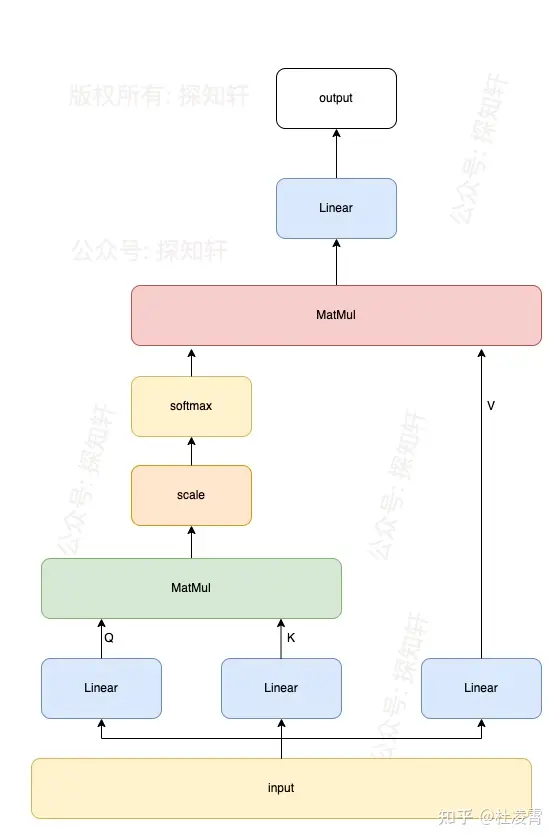 版权所有: 探知轩
output
公众号: 探知轩
Linear
公众号: 探知轩
MatMul
softmax
V
scale
公众号: 探知轩
公众号: 探知轩
MatMul
Q
K
Linear
Linear
Linear
公众号: 探知轩
input
知乎 @杜凌霄